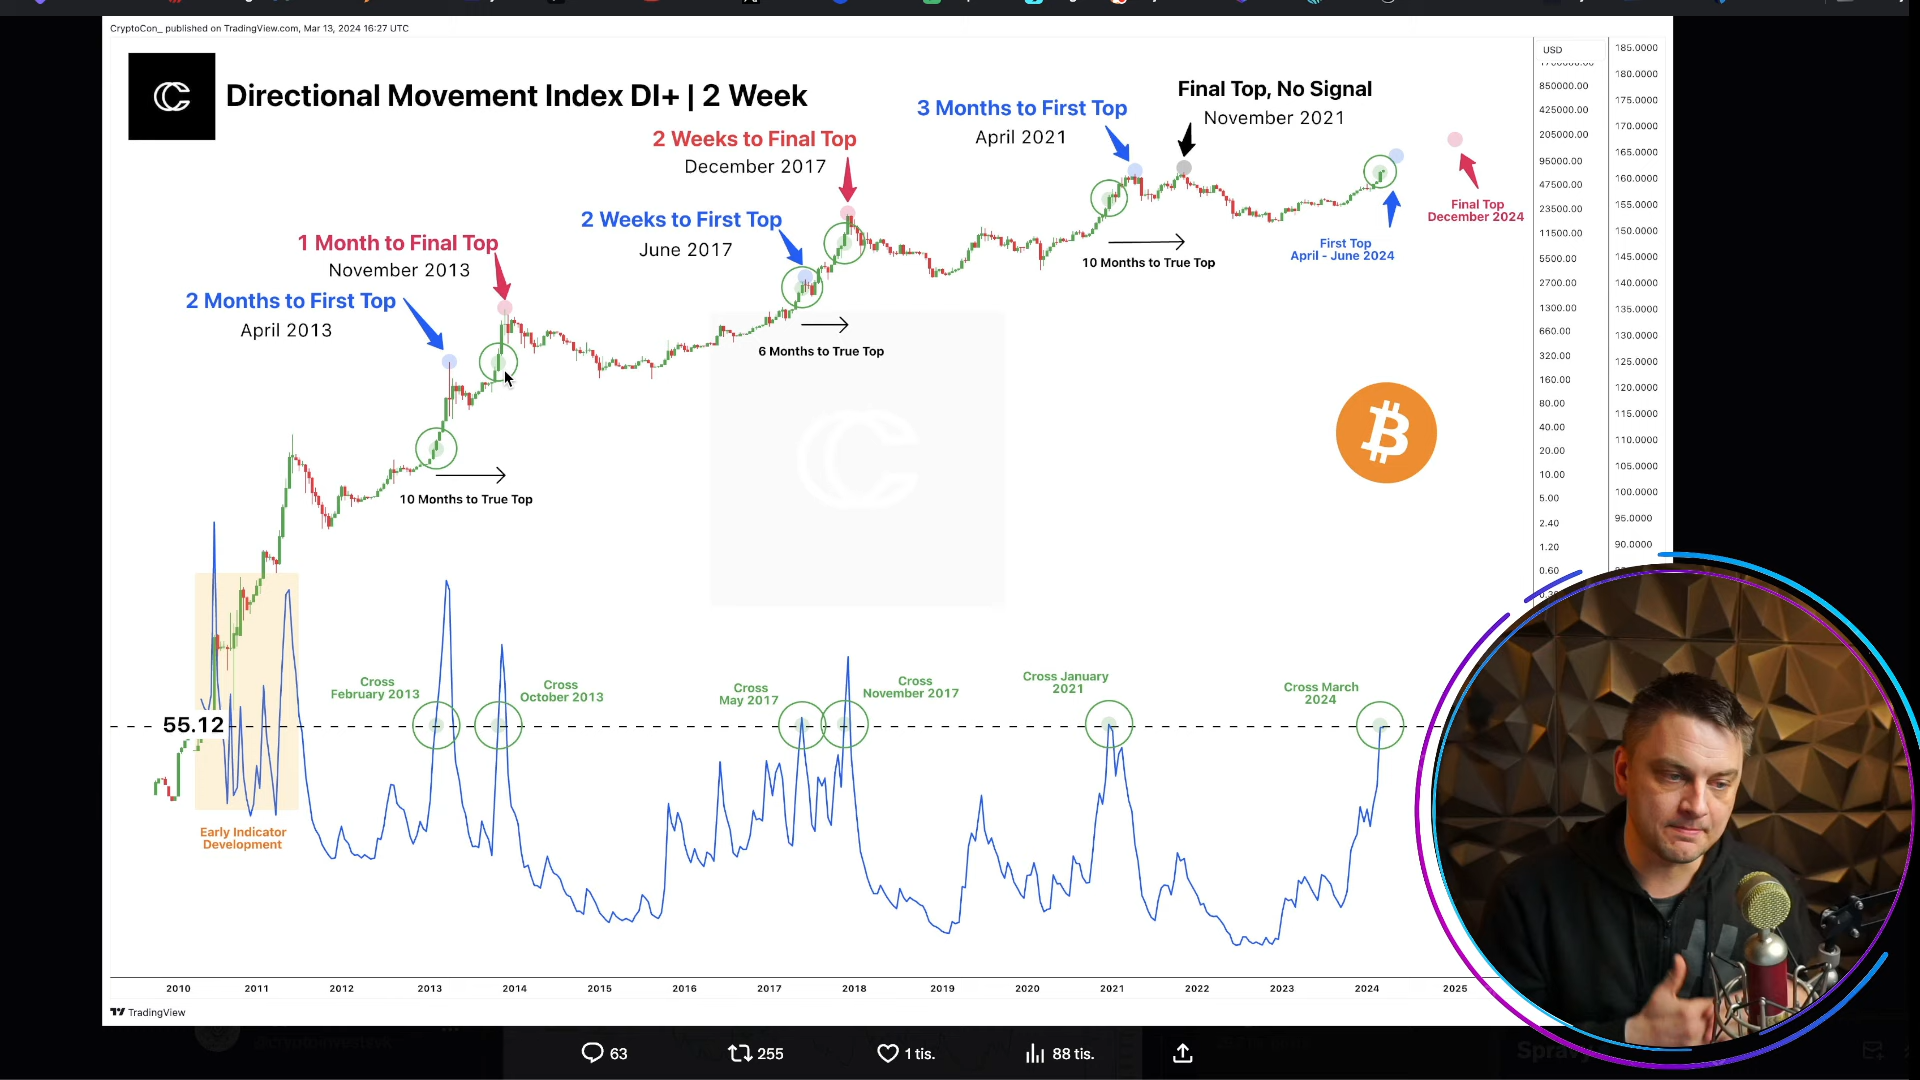 CryptoCon_ published on TradingView.com, Mar 13, 2024 16:27 UTC
Directional Movement Index DI+ | 2 Week
2 Months to First Top
April 2013
1 Month to Final Top
November 2013
2 Weeks to First Top
June 2017
2 Weeks to Final Top
December 2017
3 Months to First Top
April 2021
Final Top, No Signal
November 2021
First Top
April - June 2024
Final Top
December 2024
10 Months to True Top
6 Months to True Top
10 Months to True Top
USD
850000.00
425000.00
205000.00
95000.00
47500.00
23500.00
11500.00
5500.00
2700.00
1300.00
660.00
320.00
160.00
80.00
40.00
20.00
10.00
5.00
2.40
1.20
0.60
185.0000
180.0000
175.0000
170.0000
165.0000
160.0000
155.0000
150.0000
145.0000
140.0000
135.0000
130.0000
125.0000
120.0000
115.0000
110.0000
105.0000
100.0000
95.0000
90.0000
55.12
Early Indicator
Development
Cross
February 2013
Cross
October 2013
Cross
May 2017
Cross
November 2017
Cross January
2021
Cross March
2024
2010 2011 2012 2013 2014 2015 2016 2017 2018 2019 2020 2021 2022 2023 2024 2025
TradingView
63 255 1 tis. 88 tis.